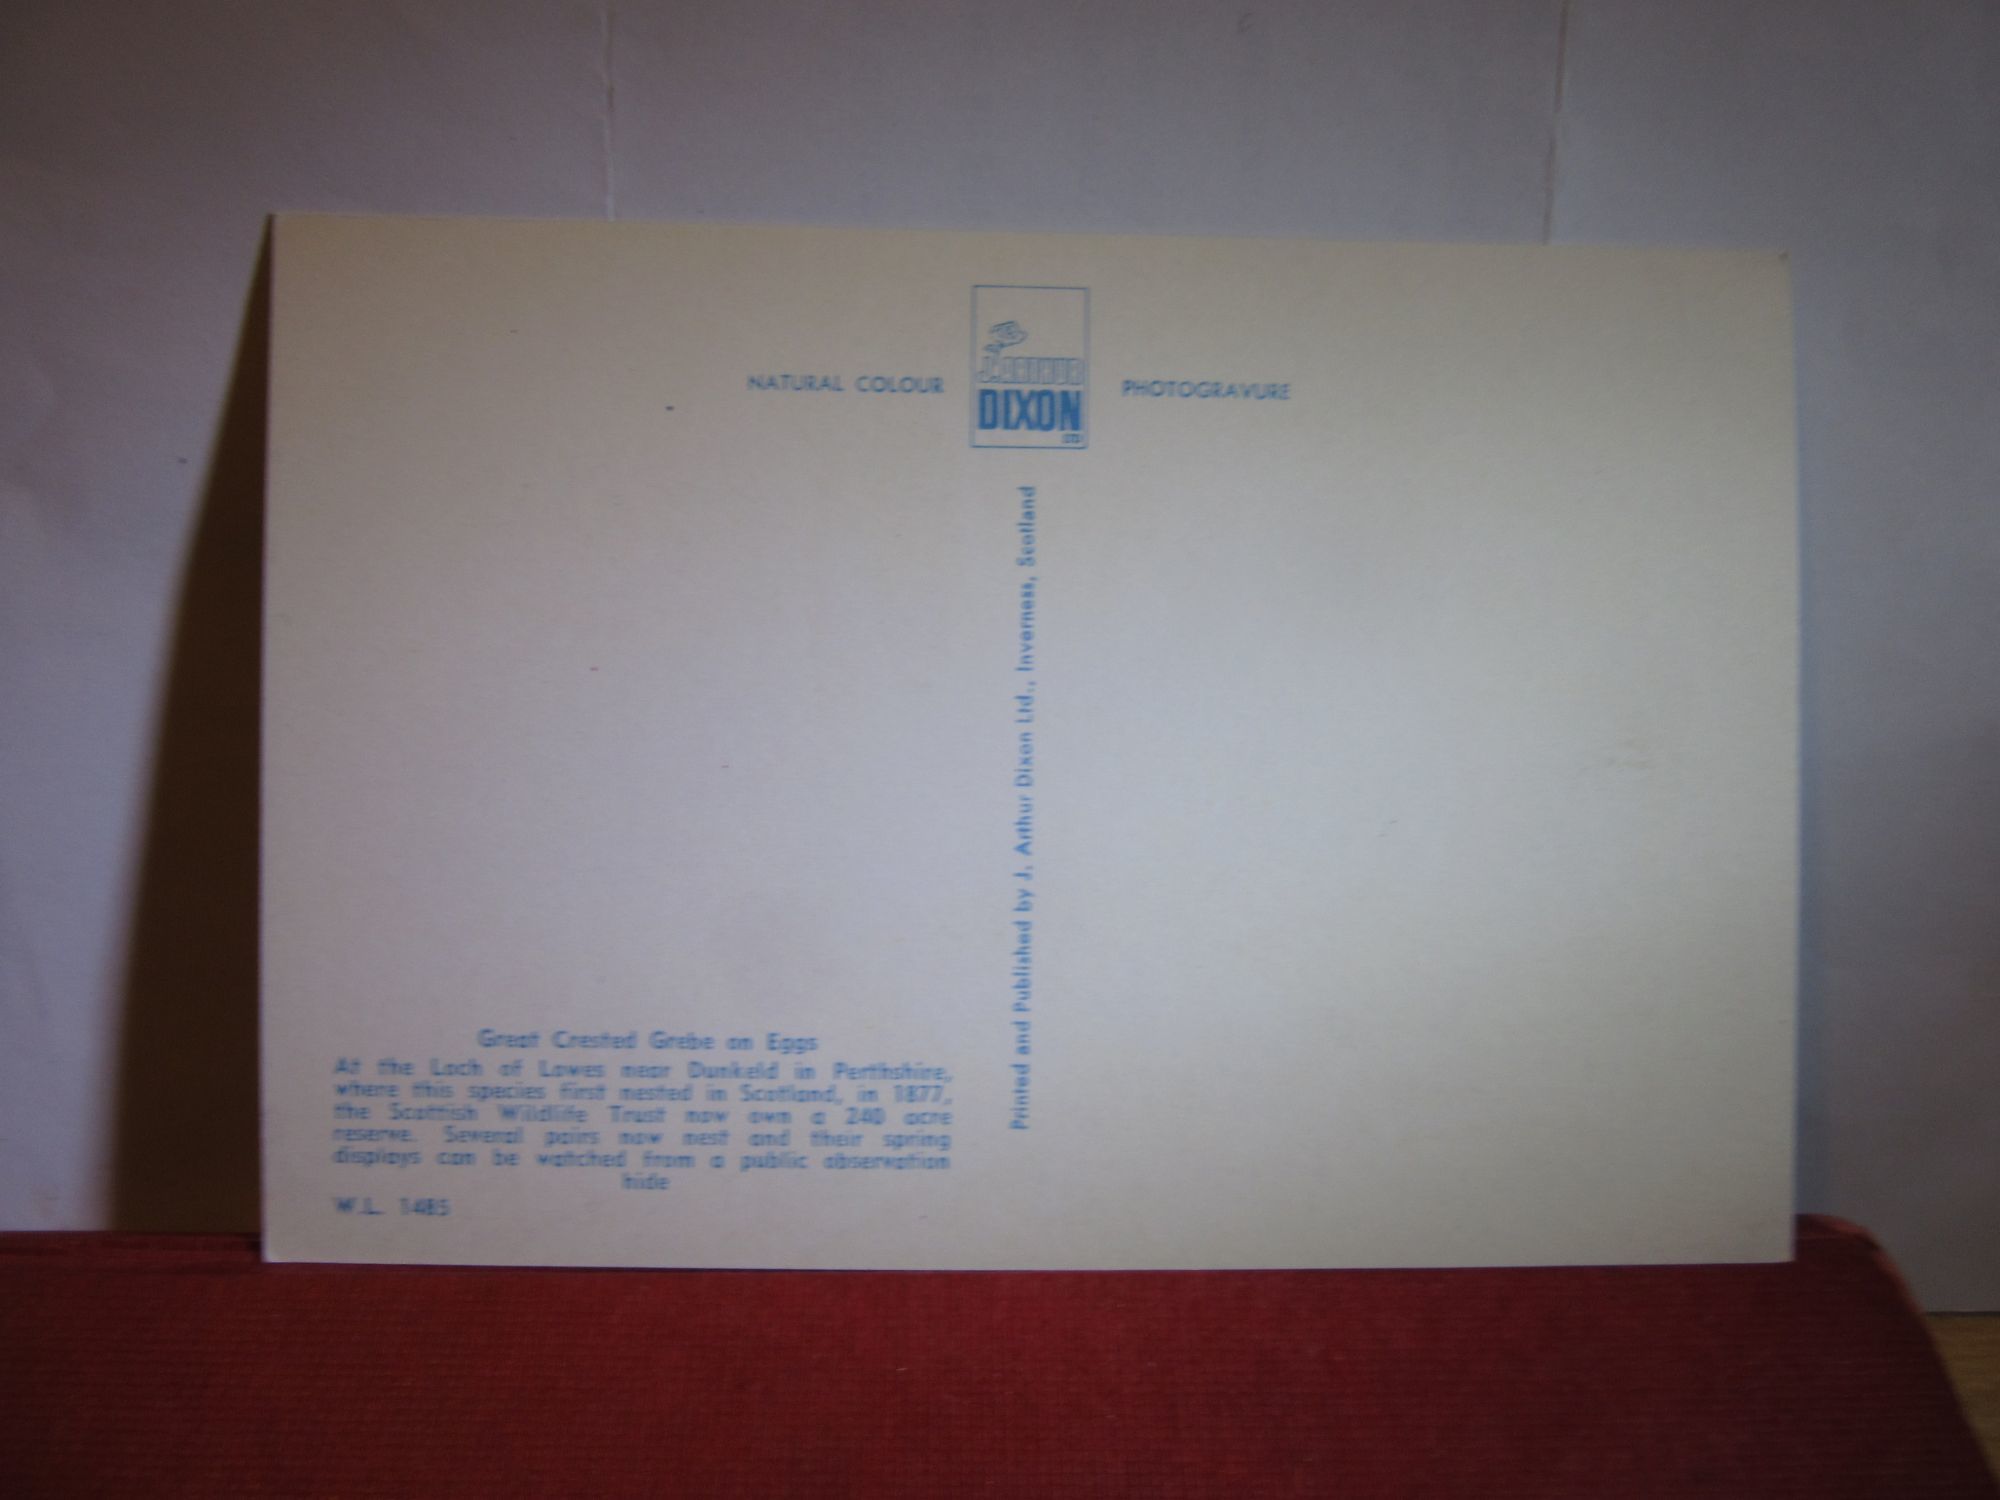 NATURAL COLOUR
J. ARTHUR
DIXON
LTD
PHOTOGRAVURE
Printed and Published by J. Arthur Dixon Ltd., Inverness, Scotland
Great Crested Grebe on Eggs
At the Loch of Lowes near Dunkeld in Perthshire,
where this species first nested in Scotland, in 1877,
the Scottish Wildlife Trust now own a 240 acre
reserve. Several pairs now nest and their spring
displays can be watched from a public observation
hide
W.L. 1485